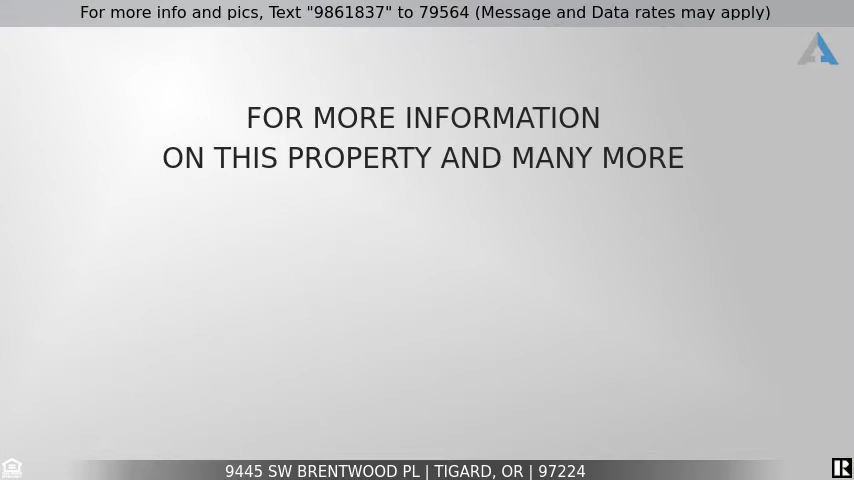 For more info and pics, Text "9861837" to 79564 (Message and Data rates may apply)
FOR MORE INFORMATION
ON THIS PROPERTY AND MANY MORE
9445 SW BRENTWOOD PL | TIGARD, OR | 97224